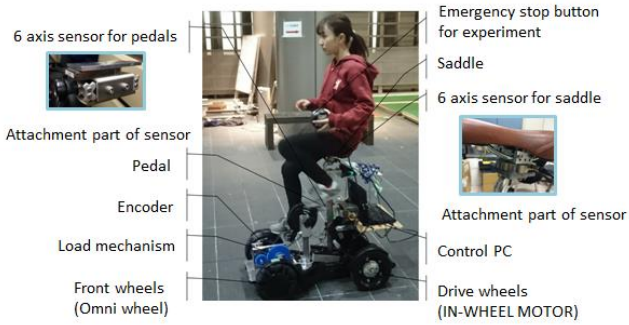 6 axis sensor for pedals
Attachment part of sensor
Pedal
Encoder
Load mechanism
Front wheels
(Omni wheel)
Emergency stop button
for experiment
Saddle
6 axis sensor for saddle
Attachment part of sensor
Control PC
Drive wheels
(IN-WHEEL MOTOR)